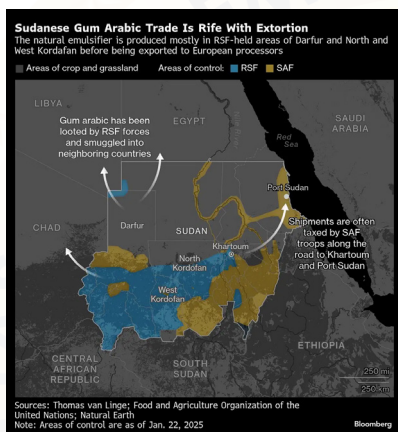 Sudanese Gum Arabic Trade Is Rife With Extortion
The natural emulsifier is produced mostly in RSF-held areas of Darfur and North and
West Kordofan before being exported to European processors
Areas of crop and grassland Areas of control: RSF SAF
LIBYA
EGYPT
SAUDI
ARABIA
Gum arabic has been
looted by RSF forces
and smuggled into
neighboring countries
Red
Sea
Port Sudan
CHAD
Darfur
SUDAN
Shipments are often
taxed by SAF
troops along the
road to Khartoum
and Port Sudan
Khartoum
North
Kordofan
West
Kordofan
ETHIOPIA
CENTRAL
AFRICAN
REPUBLIC
SOUTH
SUDAN
250 mi
250 km
Sources: Thomas van Linge; Food and Agriculture Organization of the
United Nations; Natural Earth
Note: Areas of control are as of Jan. 22, 2025
Bloomberg